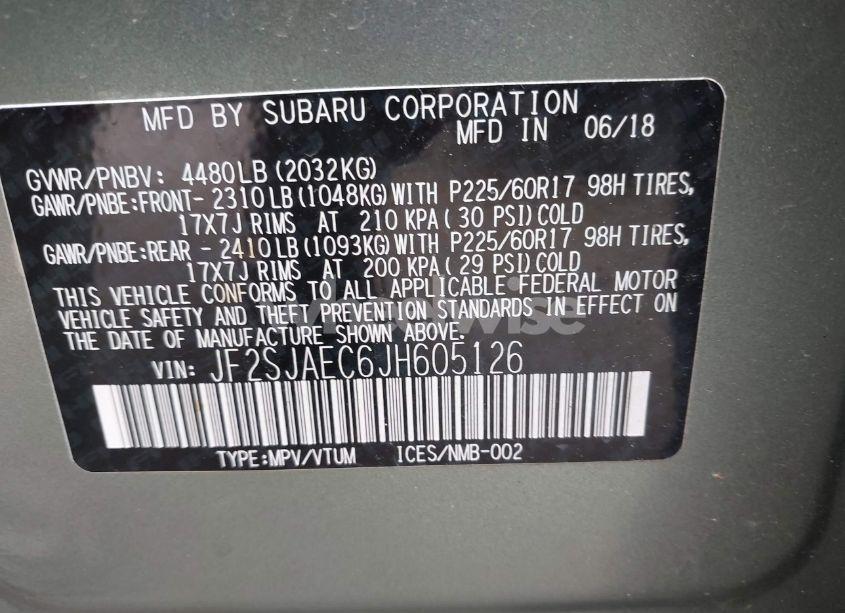 MFD BY SUBARU CORPORATION
MFD IN 06/18
GVWR/PNBV: 4480LB (2032KG)
GAWR/PNBE:FRONT- 2310LB (1048KG) WITH P225/60R17 98H TIRES,
17X7J RIMS AT 210 KPA (30 PSI) COLD
GAWR/PNBE:REAR - 2410LB (1093KG) WITH P225/60R17 98H TIRES,
17X7J RIMS AT 200 KPA (29 PSI) COLD
THIS VEHICLE CONFORMS TO ALL APPLICABLE FEDERAL MOTOR
VEHICLE SAFETY AND THEFT PREVENTION STANDARDS IN EFFECT ON
THE DATE OF MANUFACTURE SHOWN ABOVE.
VIN: JF2SJAEC6JH605126
TYPE:MPV/VTUM ICES/NMB-002